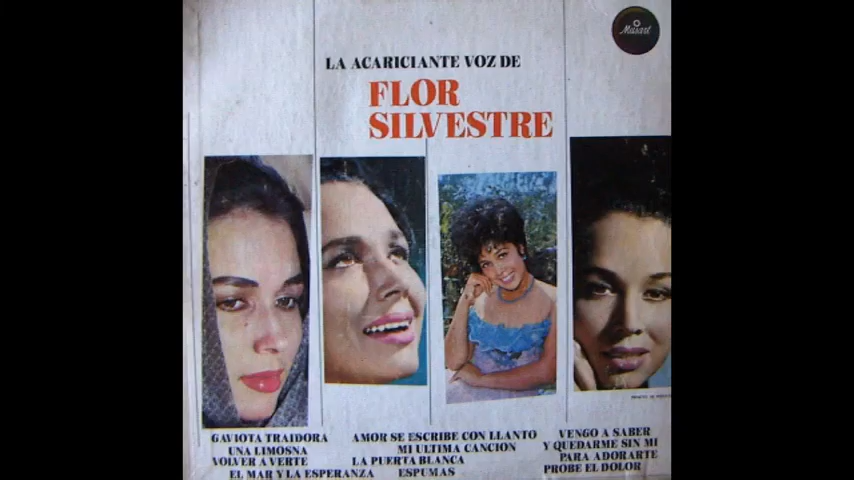 Musart
LA ACARICIANTE VOZ DE
FLOR
SILVESTRE
GAVIOTA TRAIDORA
UNA LIMOSNA
VOLVER A VERTE
EL MAR Y LA ESPERANZA
AMOR SE ESCRIBE CON LLANTO
MI ULTIMA CANCION
LA PUERTA BLANCA
ESPUMAS
VENGO A SABER
Y QUEDARME SIN MI
PARA ADORARTE
PROBE EL DOLOR